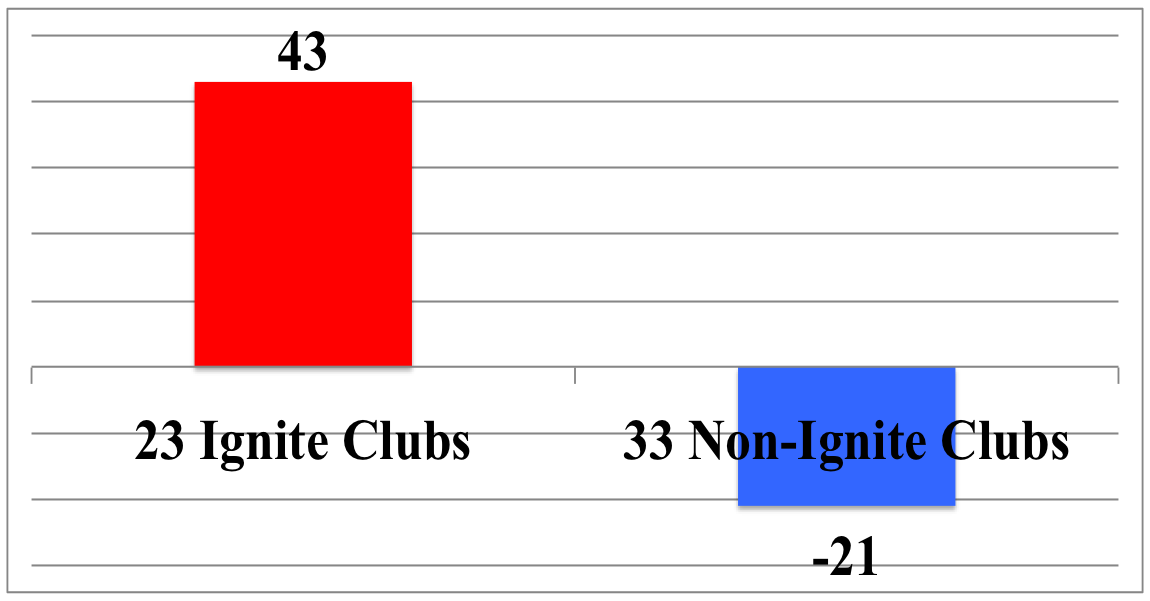 43
23 Ignite Clubs
33 Non-Ignite Clubs
-21